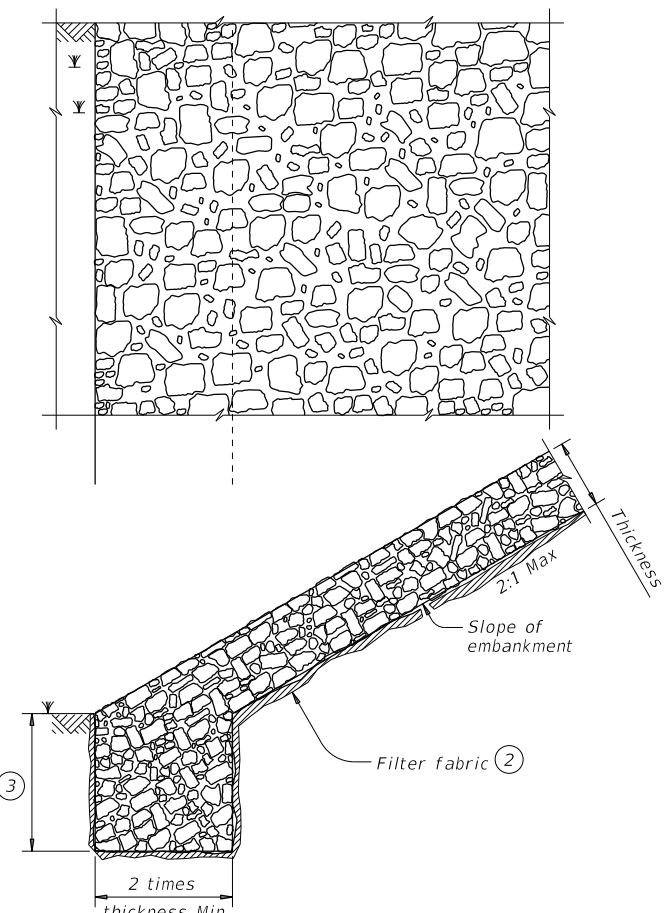 Thickness
2:1 Max
Slope of
embankment
Filter fabric 2
3
2 times
thickness Min